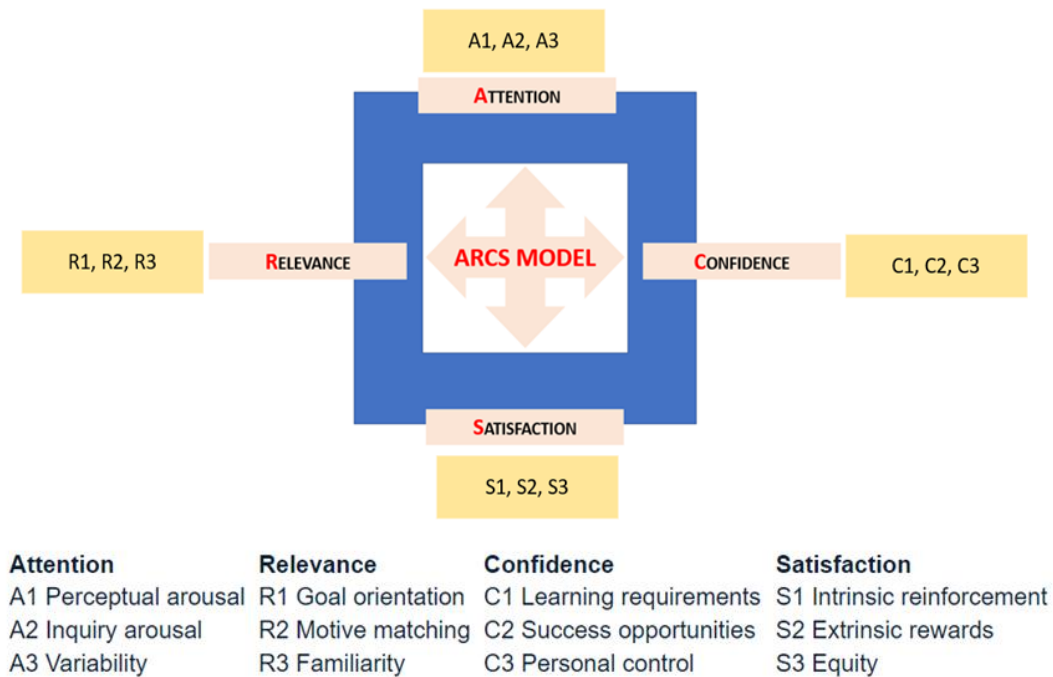 A1, A2, A3
ATTENTION
R1, R2, R3
RELEVANCE
ARCS MODEL
CONFIDENCE
C1, C2, C3
SATISFACTION
S1, S2, S3
Attention
A1 Perceptual arousal
A2 Inquiry arousal
A3 Variability
Relevance
R1 Goal orientation
R2 Motive matching
R3 Familiarity
Confidence
C1 Learning requirements
C2 Success opportunities
C3 Personal control
Satisfaction
S1 Intrinsic reinforcement
S2 Extrinsic rewards
S3 Equity